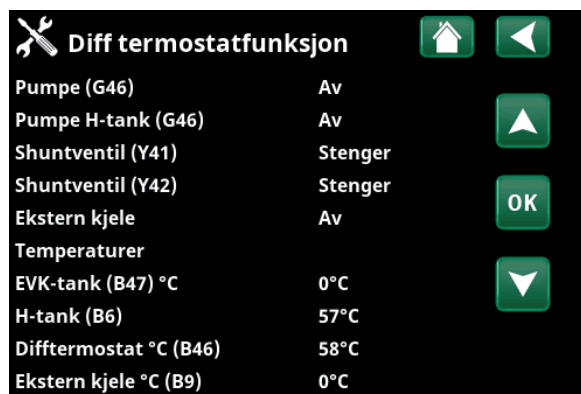 Diff termostatfunksjon
Pumpe (G46) Av
Pumpe H-tank (G46) Av
Shuntventil (Y41) Stenger
Shuntventil (Y42) Stenger
OK
Ekstern kjele Av
Temperaturer
EVK-tank (B47) °C 0°C
H-tank (B6) 57°C
Difftermostat °C (B46) 58°C
Ekstern kjele °C (B9) 0°C